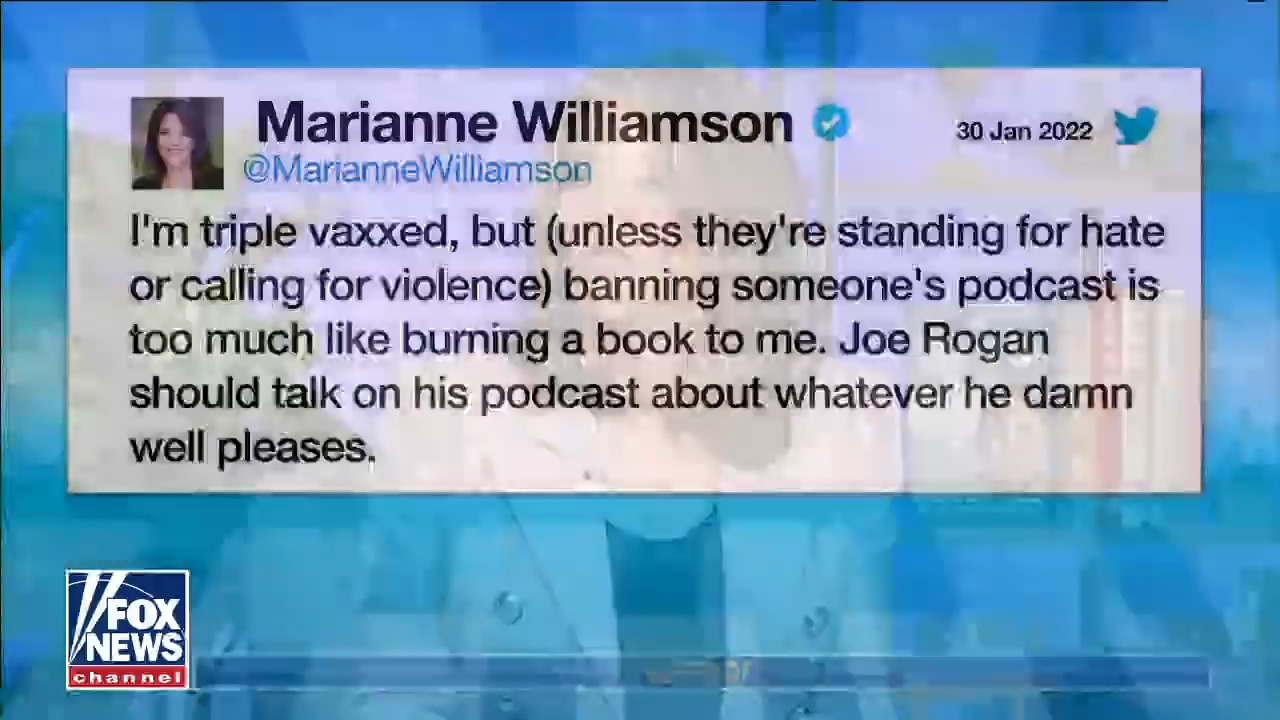 Marianne Williamson
30 Jan 2022
@MarianneWilliamson
I'm triple vaxxed, but (unless they're standing for hate
or calling for violence) banning someone's podcast is
too much like burning a book to me. Joe Rogan
should talk on his podcast about whatever he damn
well pleases.
FOX
NEWS
channel